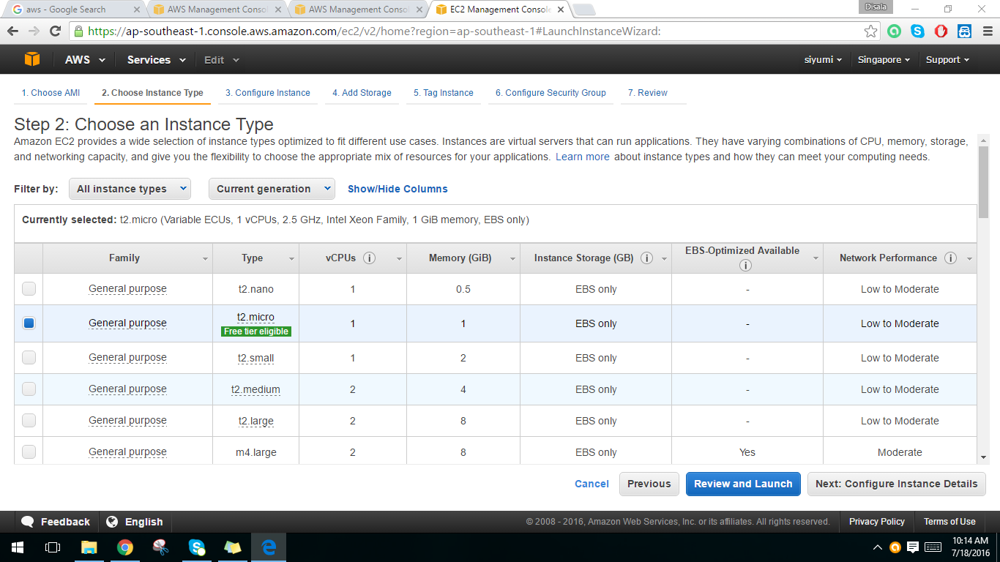 aws - Google Search
AWS Management Conso
AWS Management Conso
EC2 Management Console
Disala
https://ap-southeast-1.console.aws.amazon.com/ec2/v2/home?region=ap-southeast-1#LaunchInstanceWizard:
AWS Services Edit siyumi Singapore Support
1. Choose AMI 2. Choose Instance Type 3. Configure Instance 4. Add Storage 5. Tag Instance 6. Configure Security Group 7. Review
Step 2: Choose an Instance Type
Amazon EC2 provides a wide selection of instance types optimized to fit different use cases. Instances are virtual servers that can run applications. They have varying combinations of CPU, memory, storage,
and networking capacity, and give you the flexibility to choose the appropriate mix of resources for your applications. Learn more about instance types and how they can meet your computing needs.
Filter by: All instance types Current generation Show/Hide Columns
Currently selected: t2.micro (Variable ECUs, 1 vCPUs, 2.5 GHz, Intel Xeon Family, 1 GiB memory, EBS only)
Family Type vCPUs Memory (GiB) Instance Storage (GB) EBS-Optimized Available Network Performance
General purpose t2.nano 1 0.5 EBS only - Low to Moderate
General purpose t2.micro 1 1 EBS only - Low to Moderate
Free tier eligible
General purpose t2.small 1 2 EBS only - Low to Moderate
General purpose t2.medium 2 4 EBS only - Low to Moderate
General purpose t2.large 2 8 EBS only - Low to Moderate
General purpose m4.large 2 8 EBS only Yes Moderate
Cancel Previous Review and Launch Next: Configure Instance Details
Feedback English © 2008 - 2016, Amazon Web Services, Inc. or its affiliates. All rights reserved. Privacy Policy Terms of Use
10:14 AM
7/18/2016